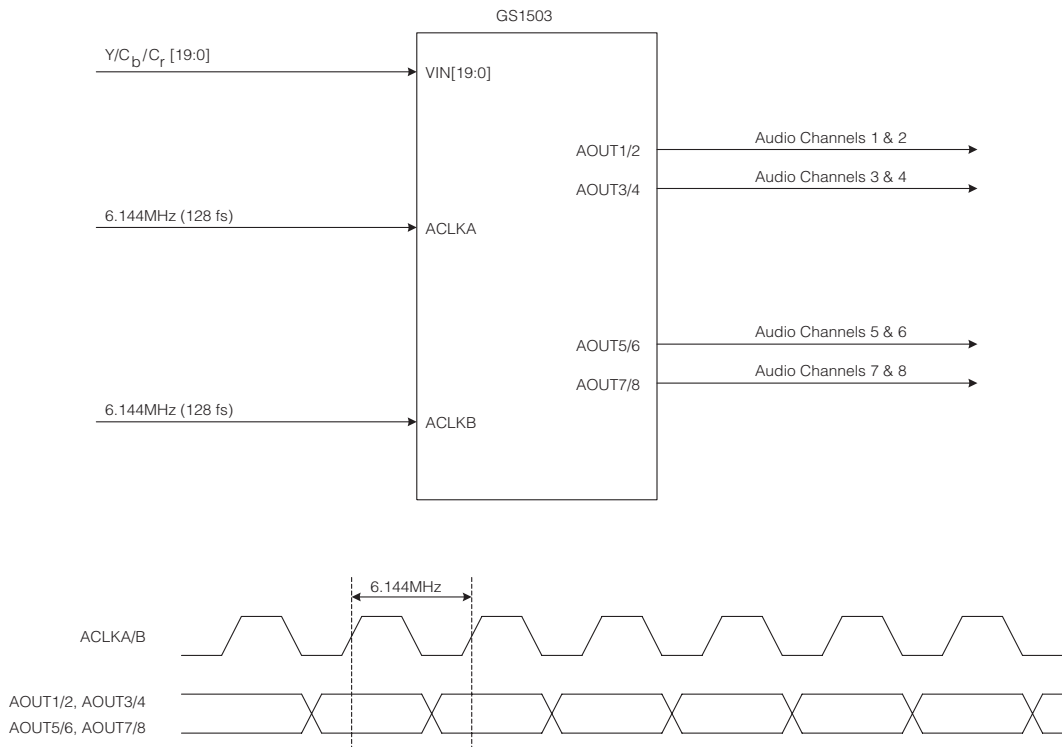 GS1503
Y/Cb/Cr [19:0]
VIN[19:0]
AOUT1/2
Audio Channels 1 & 2
AOUT3/4
Audio Channels 3 & 4
6.144MHz (128 fs)
ACLKA
AOUT5/6
Audio Channels 5 & 6
AOUT7/8
Audio Channels 7 & 8
6.144MHz (128 fs)
ACLKB
6.144MHz
ACLKA/B
AOUT1/2, AOUT3/4
AOUT5/6, AOUT7/8